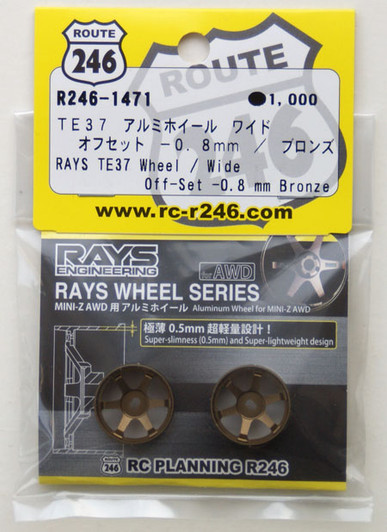 ROUTE
246
ROUTE
246
R246-1471 ●1,000
TE37 アルミホイール ワイド
オフセット -0.8mm / ブロンズ
RAYS TE37 Wheel / Wide
Off-Set -0.8 mm Bronze
www.rc-r246.com
RAYS
ENGINEERING
for AWD
RAYS WHEEL SERIES
MINI-Z AWD 用 アルミホイール Aluminum Wheel for MINI-Z AWD
極薄 0.5mm 超軽量設計!
Super-slimness (0.5mm) and Super-lightweight design
ROUTE
246
RC PLANNING R246